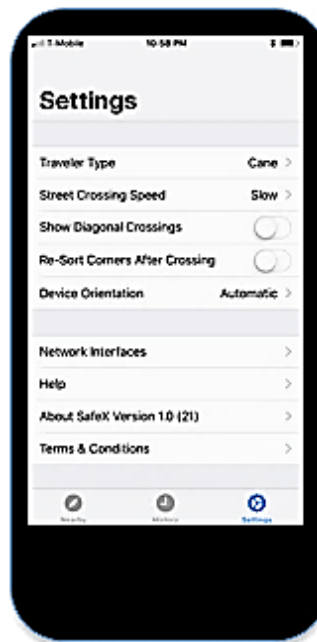 T-Mobile 10:58 PM
Settings
Traveler Type Cane
Street Crossing Speed Slow
Show Diagonal Crossings
Re-Sort Corners After Crossing
Device Orientation Automatic
Network Interfaces
Help
About SafeX Version 1.0 (21)
Terms & Conditions
Nearby History Settings